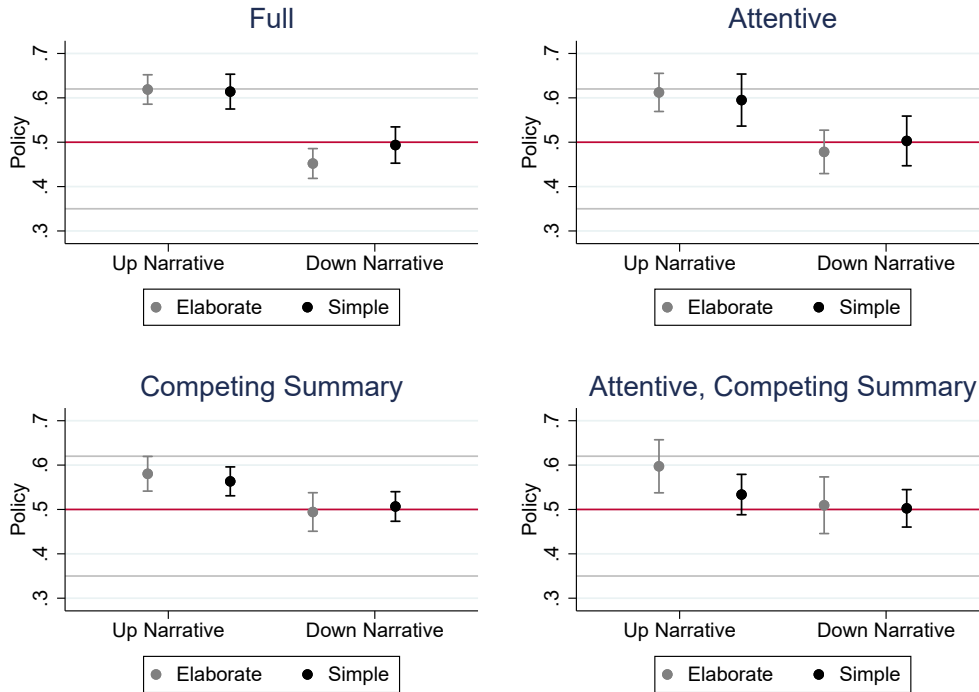 Full
Policy
.7
.6
.5
.4
.3
Up Narrative Down Narrative
Elaborate Simple
Attentive
Policy
.7
.6
.5
.4
.3
Up Narrative Down Narrative
Elaborate Simple
Competing Summary
Policy
.7
.6
.5
.4
.3
Up Narrative Down Narrative
Elaborate Simple
Attentive, Competing Summary
Policy
.7
.6
.5
.4
.3
Up Narrative Down Narrative
Elaborate Simple